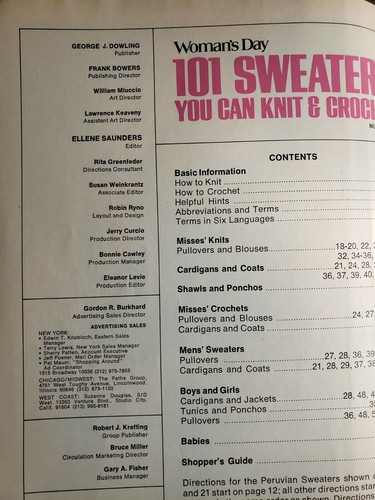 GEORGE J. DOWLING
Publisher
FRANK BOWERS
Publishing Director
William Miuccio
Art Director
Lawrence Keaveny
Assistant Art Director
ELLENE SAUNDERS
Editor
Rita Greenfeder
Directions Consultant
Susan Weinkrantz
Associate Editor
Robin Ryno
Layout and Design
Jerry Curcio
Production Director
Bonnie Cawley
Production Manager
Eleanor Levie
Production Editor
Gordon R. Burkhard
Advertising Sales Director
ADVERTISING SALES
NEW YORK:
• Edwin T. Knobloch, Eastern Sales
Manager
• Terry Lewis, New York Sales Manager
• Sherry Patten, Account Executive
• Jeff Posner, Mail Order Manager
• Pat Mauer, "Shopping Around"
Ad Coordinator
1515 Broadway 10036 (212) 975-7655
CHICAGO/MIDWEST: The Pattis Group,
4761 West Touhy Avenue, Lincolnwood,
Illinois 60646 (312) 679-1100
WEST COAST: Suzanne Douglas, S/D
West 13263 Ventura Blvd., Studio City,
Calif. 91604 (213) 995-8181
Robert J. Krefting
Group Publisher
Bruce Miller
Circulation Marketing Director
Gary A. Fisher
Business Manager
Woman's Day
101 SWEATER
YOU CAN KNIT & CROC
CONTENTS
Basic Information
How to Knit
How to Crochet
Helpful Hints
Abbreviations and Terms
Terms in Six Languages
Misses' Knits
Pullovers and Blouses 18-20, 22,
32, 34-36,
Cardigans and Coats 21, 24, 28,
36, 37, 39, 40,
Shawls and Ponchos
Misses' Crochets
Pullovers and Blouses 24, 27,
Cardigans and Coats
Mens' Sweaters
Pullovers 27, 28, 36, 39,
Cardigans and Coats 21, 28, 29, 37, 38
Boys and Girls
Cardigans and Jackets 28, 48,
Tunics and Ponchos
Pullovers 36, 48,
Babies
Shopper's Guide
Directions for the Peruvian Sweaters shown
and 21 start on page 12; all other directions star